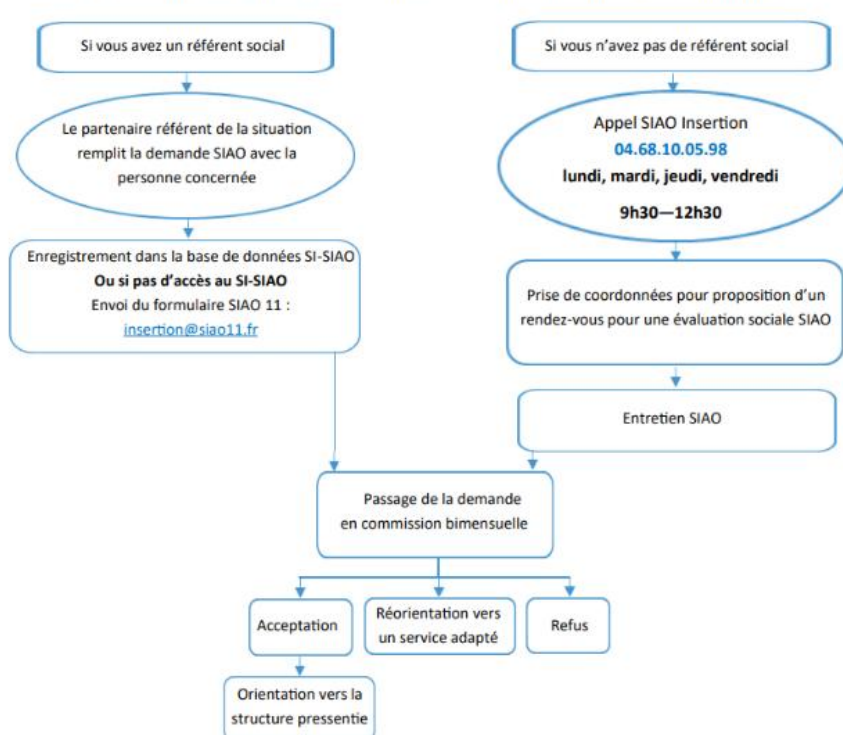 Si vous avez un référent social
Le partenaire référent de la situation
remplit la demande SIAO avec la
personne concernée
Enregistrement dans la base de données SI-SIAO
Ou si pas d’accès au SI-SIAO
Envoi du formulaire SIAO 11 :
insertion@siao11.fr
Si vous n’avez pas de référent social
Appel SIAO Insertion
04.68.10.05.98
lundi, mardi, jeudi, vendredi
9h30—12h30
Prise de coordonnées pour proposition d’un
rendez-vous pour une évaluation sociale SIAO
Entretien SIAO
Passage de la demande
en commission bimensuelle
Acceptation
Réorientation vers
un service adapté
Refus
Orientation vers la
structure pressentie